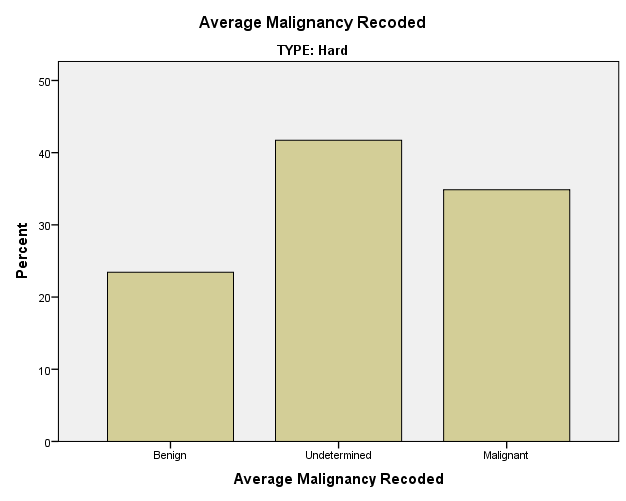 Average Malignancy Recoded
TYPE: Hard
Percent
50
40
30
20
10
0
Benign Undetermined Malignant
Average Malignancy Recoded